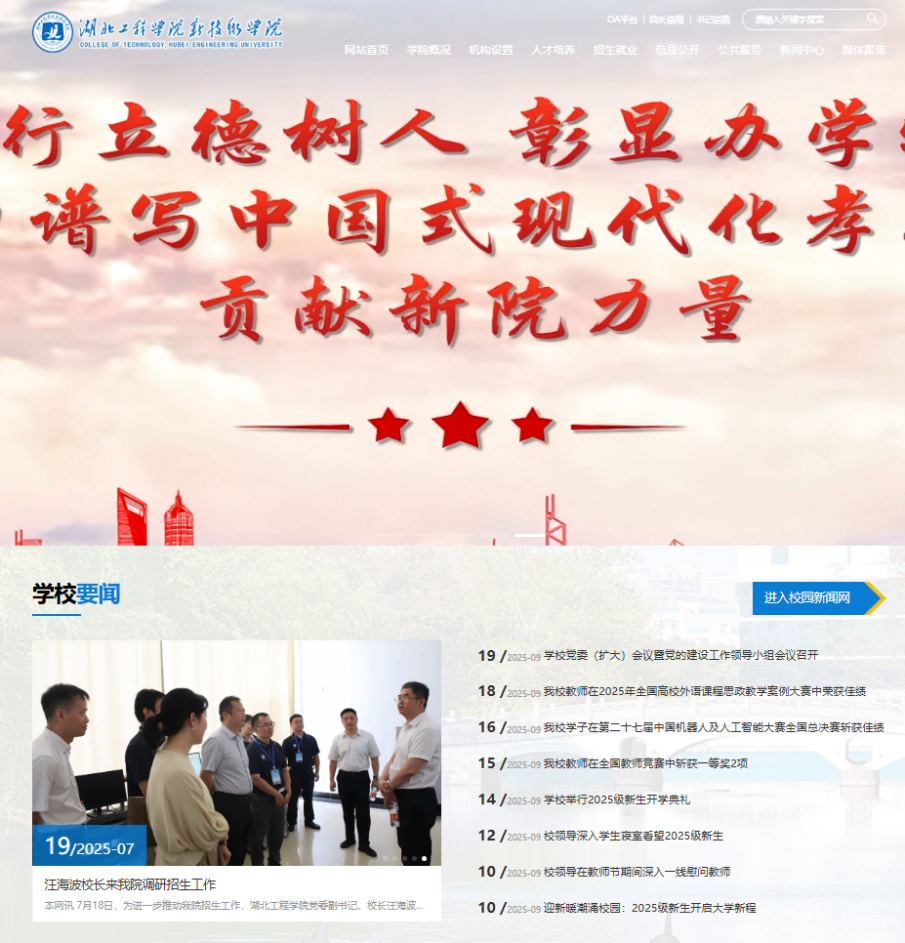 湖北工程学院新技术学院
COLLEGE OF TECHNOLOGY, HUBEI ENGINEERING UNIVERSITY
OA平台 | 院长信箱 | 书记信箱
请输入关键字搜索
网站首页 学院概况 机构设置 人才培养 招生就业 信息公开 公共服务 新闻中心 媒体聚焦
行立德树人 彰显办学
谱写中国式现代化孝
贡献新院力量
学校要闻
进入校园新闻网
19/2025-07
汪海波校长来我院调研招生工作
本网讯 7月18日，为进一步推动我院招生工作，湖北工程学院党委副书记、校长汪海波...
19 /2025-09 学校党委（扩大）会议暨党的建设工作领导小组会议召开
18 /2025-09 我校教师在2025年全国高校外语课程思政教学案例大赛中荣获佳绩
16 /2025-09 我校学子在第二十七届中国机器人及人工智能大赛全国总决赛斩获佳绩
15 /2025-09 我校教师在全国教师竞赛中斩获一等奖2项
14 /2025-09 学校举行2025级新生开学典礼
12 /2025-09 校领导深入学生寝室看望2025级新生
10 /2025-09 校领导在教师节期间深入一线慰问教师
10 /2025-09 迎新暖潮涌校园：2025级新生开启大学新程